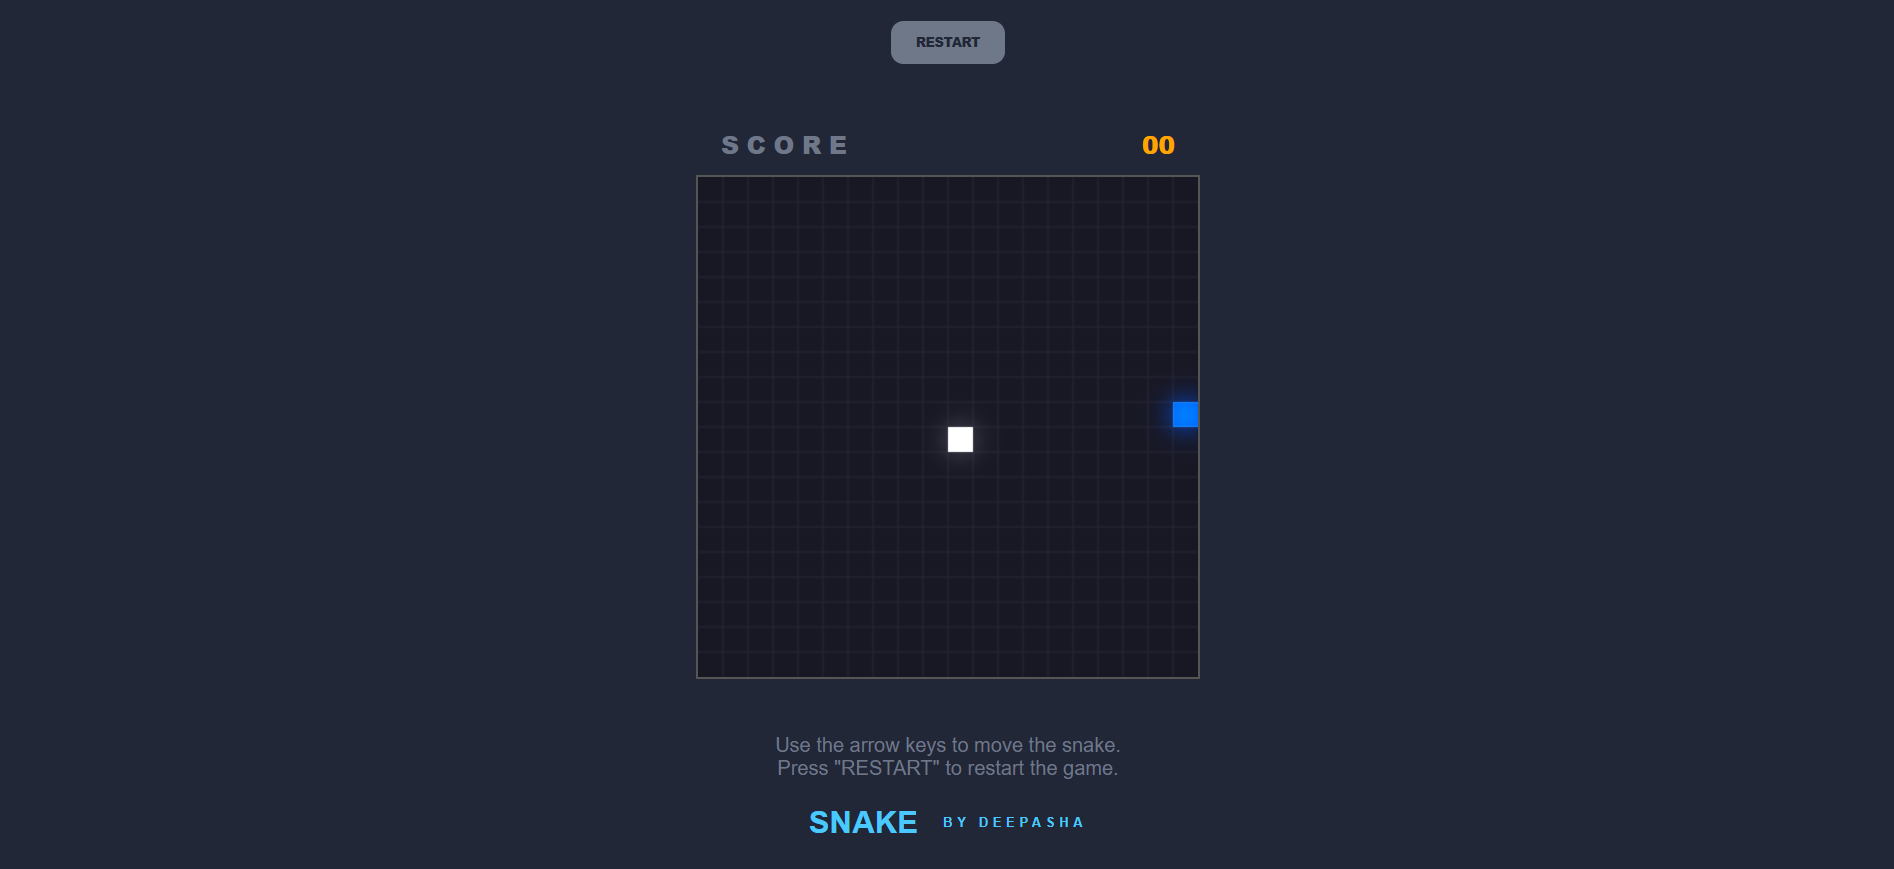 RESTART
SCORE 00
Use the arrow keys to move the snake.
Press "RESTART" to restart the game.
SNAKE BY DEEPASHA